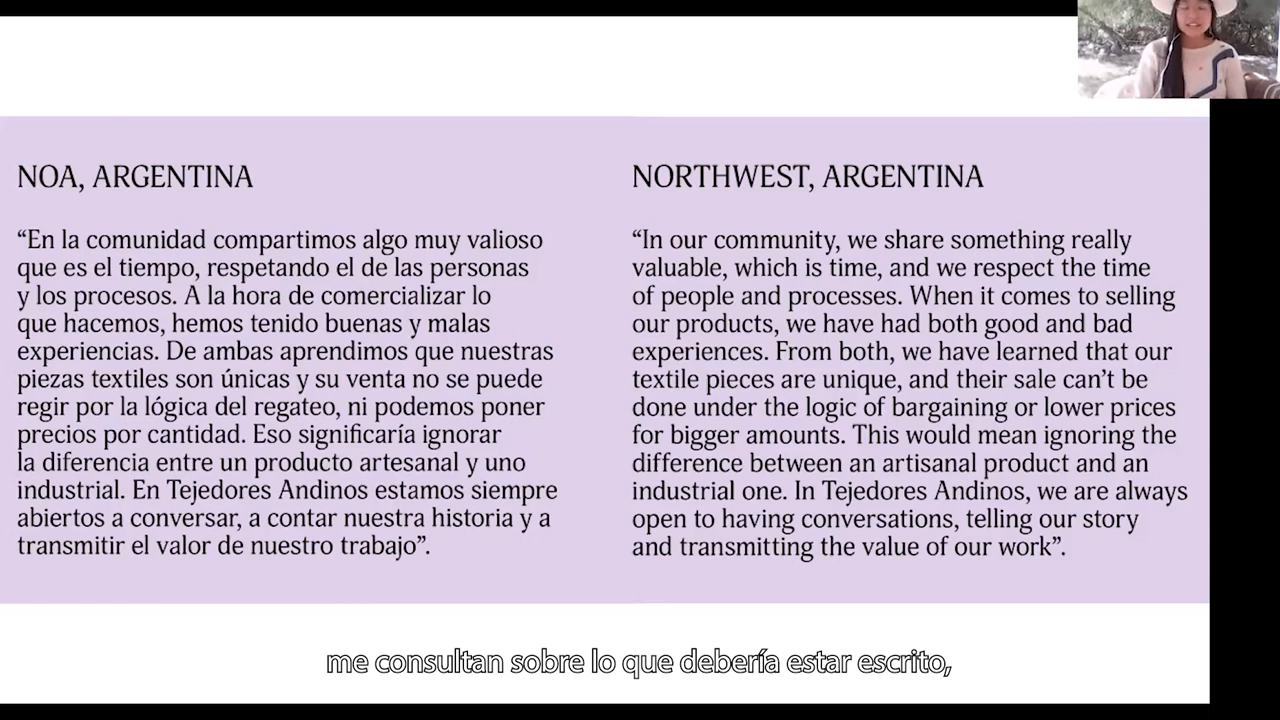 NOA, ARGENTINA
“En la comunidad compartimos algo muy valioso
que es el tiempo, respetando el de las personas
y los procesos. A la hora de comercializar lo
que hacemos, hemos tenido buenas y malas
experiencias. De ambas aprendimos que nuestras
piezas textiles son únicas y su venta no se puede
regir por la lógica del regateo, ni podemos poner
precios por cantidad. Eso significaría ignorar
la diferencia entre un producto artesanal y uno
industrial. En Tejedores Andinos estamos siempre
abiertos a conversar, a contar nuestra historia y a
transmitir el valor de nuestro trabajo”.
NORTHWEST, ARGENTINA
“In our community, we share something really
valuable, which is time, and we respect the time
of people and processes. When it comes to selling
our products, we have had both good and bad
experiences. From both, we have learned that our
textile pieces are unique, and their sale can’t be
done under the logic of bargaining or lower prices
for bigger amounts. This would mean ignoring the
difference between an artisanal product and an
industrial one. In Tejedores Andinos, we are always
open to having conversations, telling our story
and transmitting the value of our work”.
me consultan sobre lo que debería estar escrito,